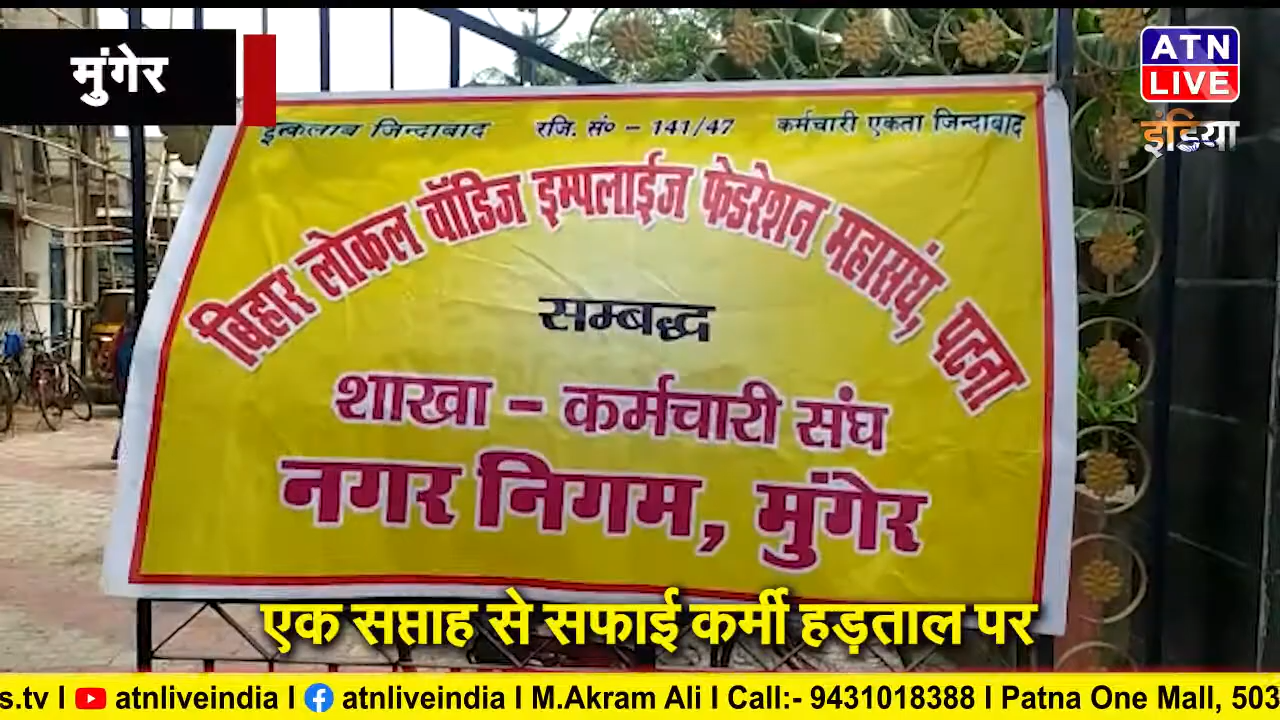 मुंगेर
ATN
LIVE
इंडिया
इन्कलाब जिन्दाबाद रजि. सं० - 141/47 कर्मचारी एकता जिन्दाबाद
बिहार लोकल वॉडिज इम्पलाईज फेडरेशन महासघं, पटना
सम्बद्ध
शाखा - कर्मचारी संघ
नगर निगम, मुंगेर
एक सप्ताह से सफाई कर्मी हड़ताल पर
s.tv I atnliveindia I atnliveindia I M.Akram Ali I Call:- 9431018388 I Patna One Mall, 503